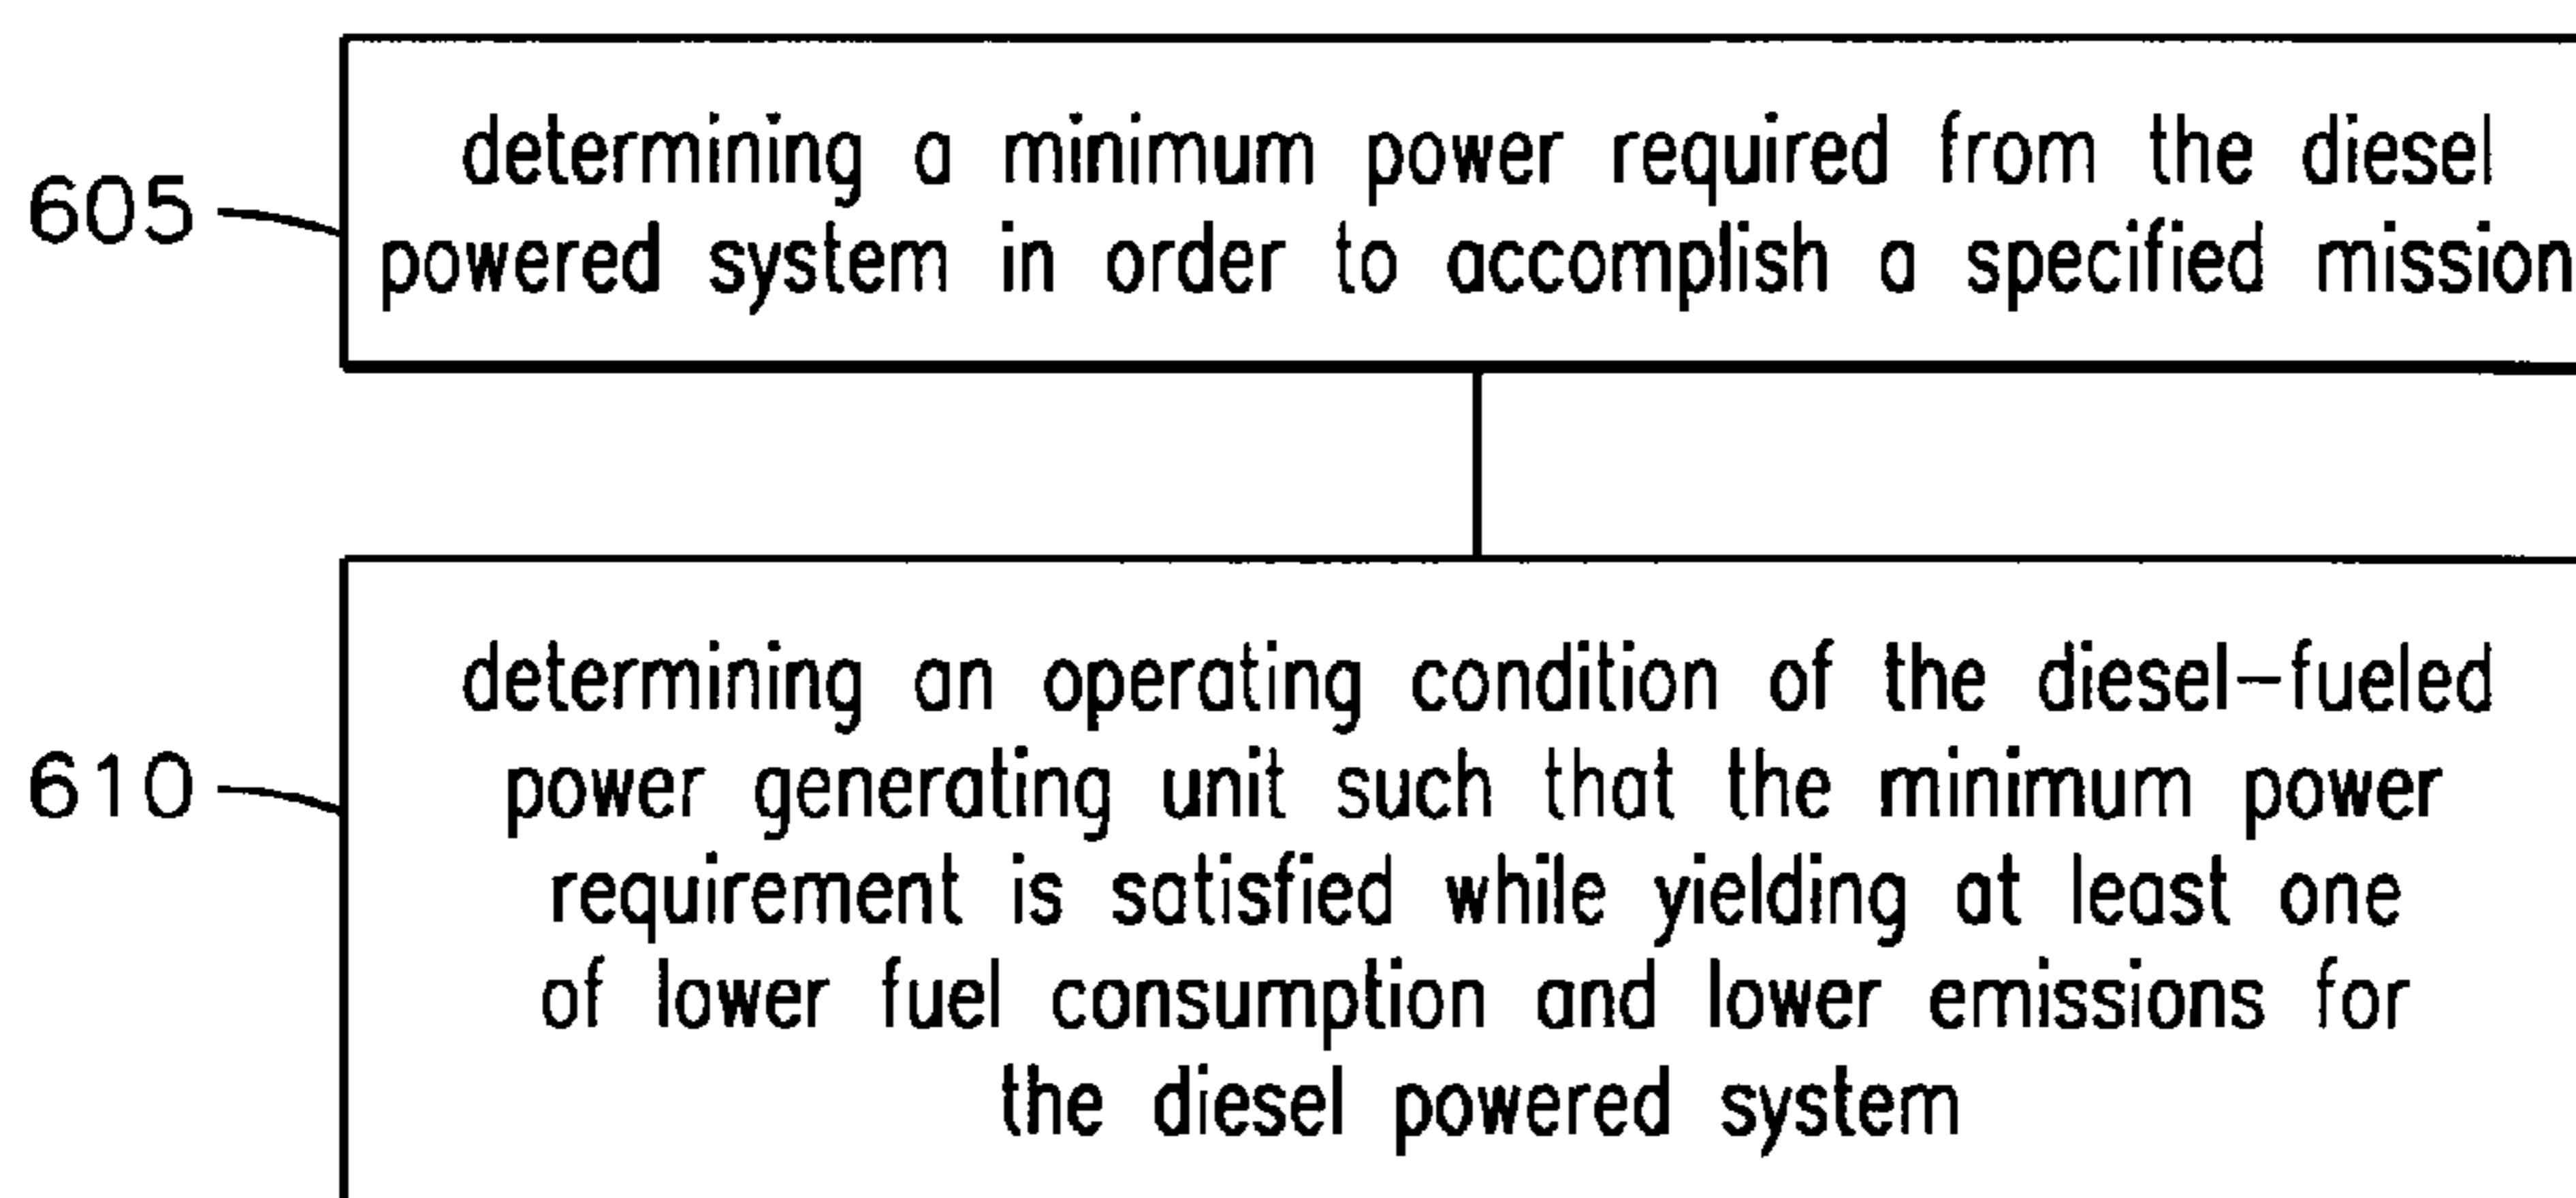 determining a minimum power required from the diesel
605
powered system in order to accomplish a specified mission
determining an operating condition of the diesel-fueled
610
power generating unit such that the minimum power
requirement is satisfied while yielding at least one
of lower fuel consumption and lower emissions for
the diesel powered system